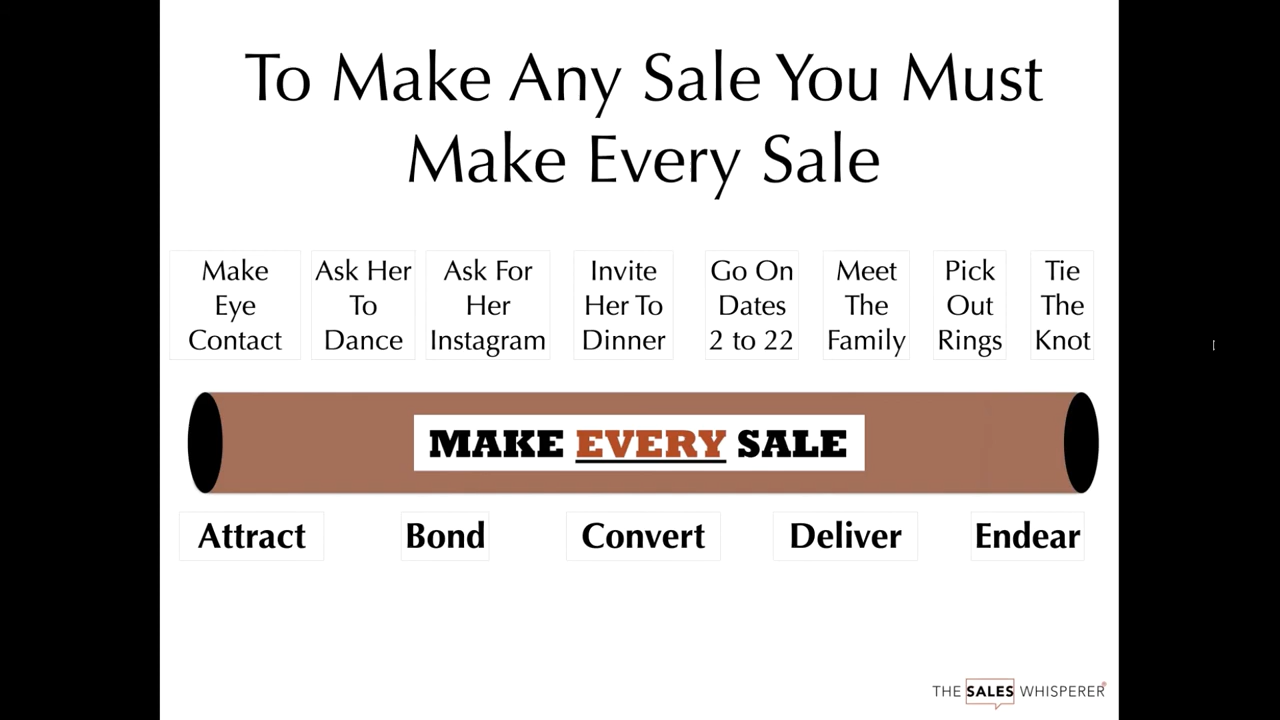 To Make Any Sale You Must
Make Every Sale
Make
Eye
Contact
Ask Her
To
Dance
Ask For
Her
Instagram
Invite
Her To
Dinner
Go On
Dates
2 to 22
Meet
The
Family
Pick
Out
Rings
Tie
The
Knot
MAKE EVERY SALE
Attract
Bond
Convert
Deliver
Endear
THE SALES WHISPERER